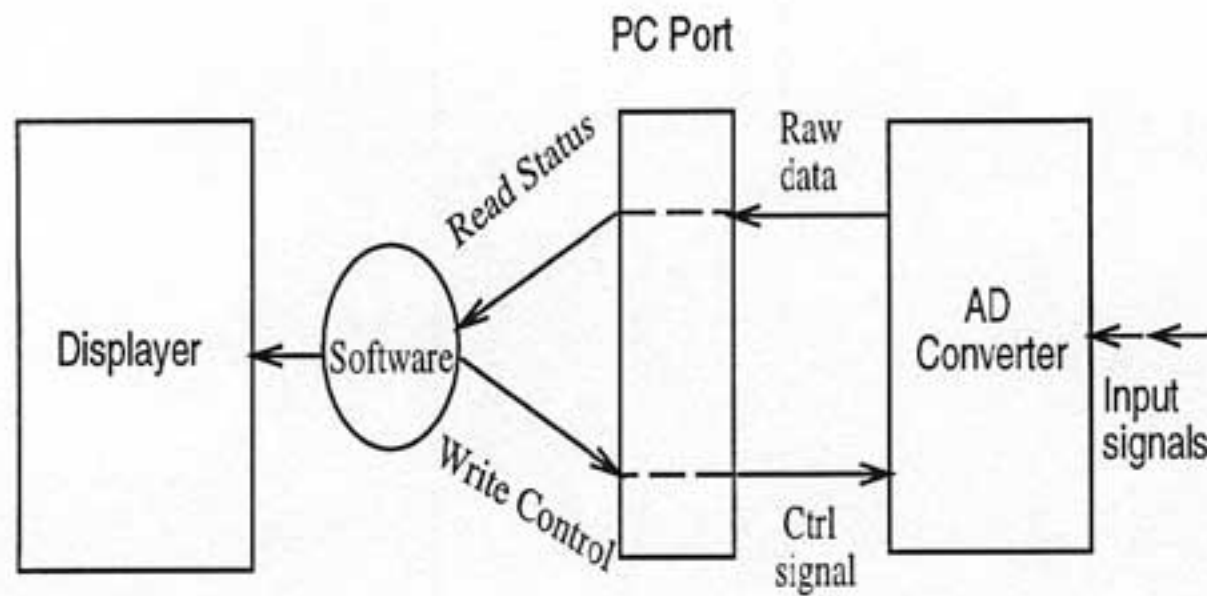 PC Port
Read Status
Raw
data
Displayer
Software
AD
Converter
Input
signals
Write Control
Ctrl
signal